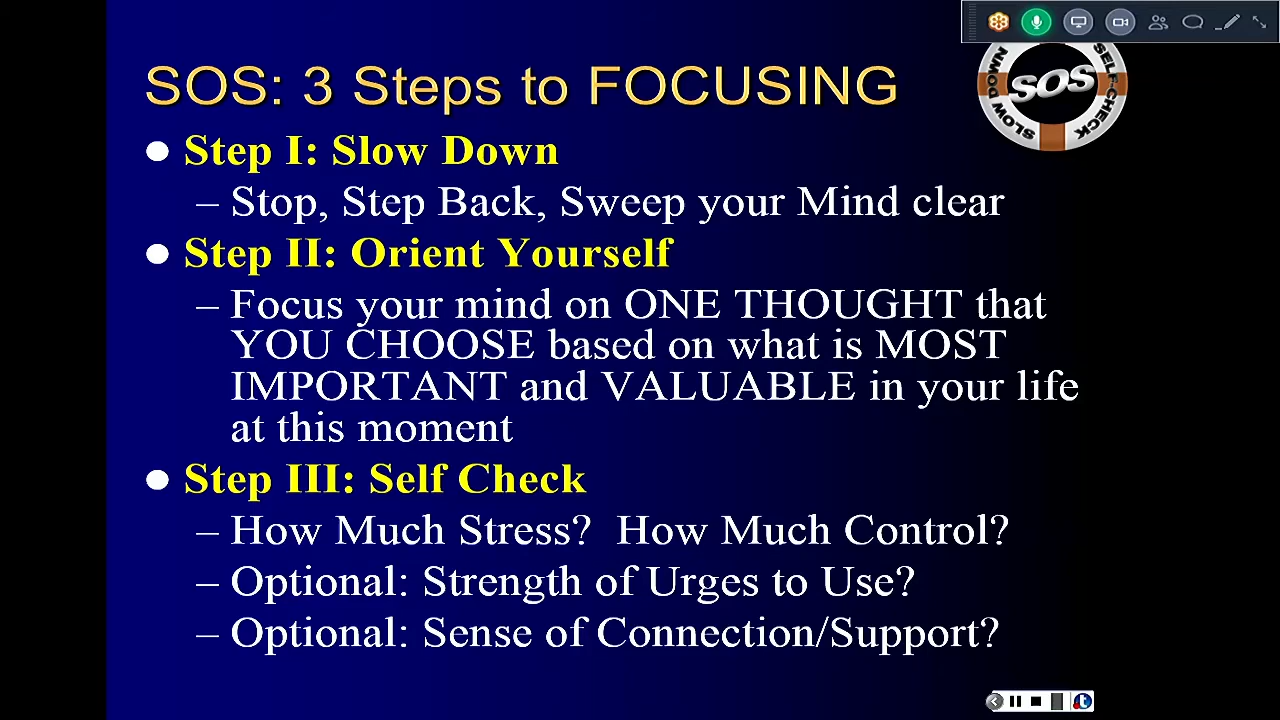 SOS: 3 Steps to FOCUSING
SLOW DOWN
SOS
SELF-CHECK
● Step I: Slow Down
– Stop, Step Back, Sweep your Mind clear
● Step II: Orient Yourself
– Focus your mind on ONE THOUGHT that
YOU CHOOSE based on what is MOST
IMPORTANT and VALUABLE in your life
at this moment
● Step III: Self Check
– How Much Stress?  How Much Control?
– Optional: Strength of Urges to Use?
– Optional: Sense of Connection/Support?